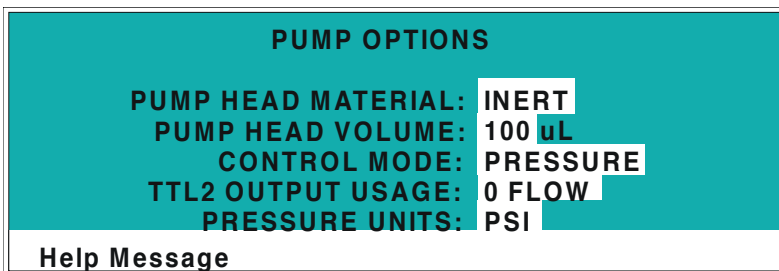 PUMP OPTIONS
PUMP HEAD MATERIAL: INERT
PUMP HEAD VOLUME: 100 uL
CONTROL MODE: PRESSURE
TTL2 OUTPUT USAGE: 0 FLOW
PRESSURE UNITS: PSI
Help Message